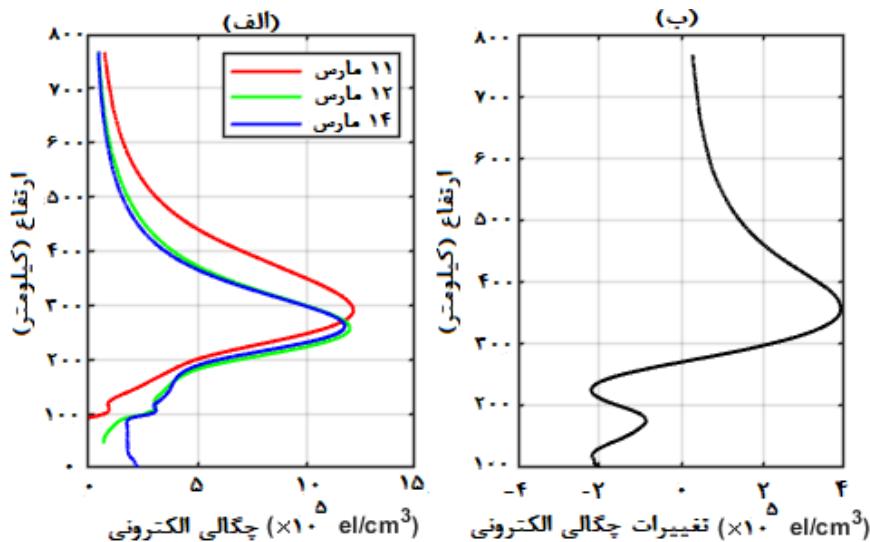 (الف)
۸۰۰
۷۰۰
۶۰۰
۵۰۰
۴۰۰
۳۰۰
۲۰۰
۱۰۰
۰
ارتفاع (کیلومتر)
۱۱ مارس
۱۲ مارس
۱۴ مارس
۰ ۵ ۱۰ ۱۵
چگالی الکترونی (×۱۰⁵ el/cm³)
(ب)
۸۰۰
۷۰۰
۶۰۰
۵۰۰
۴۰۰
۳۰۰
۲۰۰
۱۰۰
ارتفاع (کیلومتر)
-۴ -۲ ۰ ۲ ۴
تغییرات چگالی الکترونی (×۱۰⁵ el/cm³)